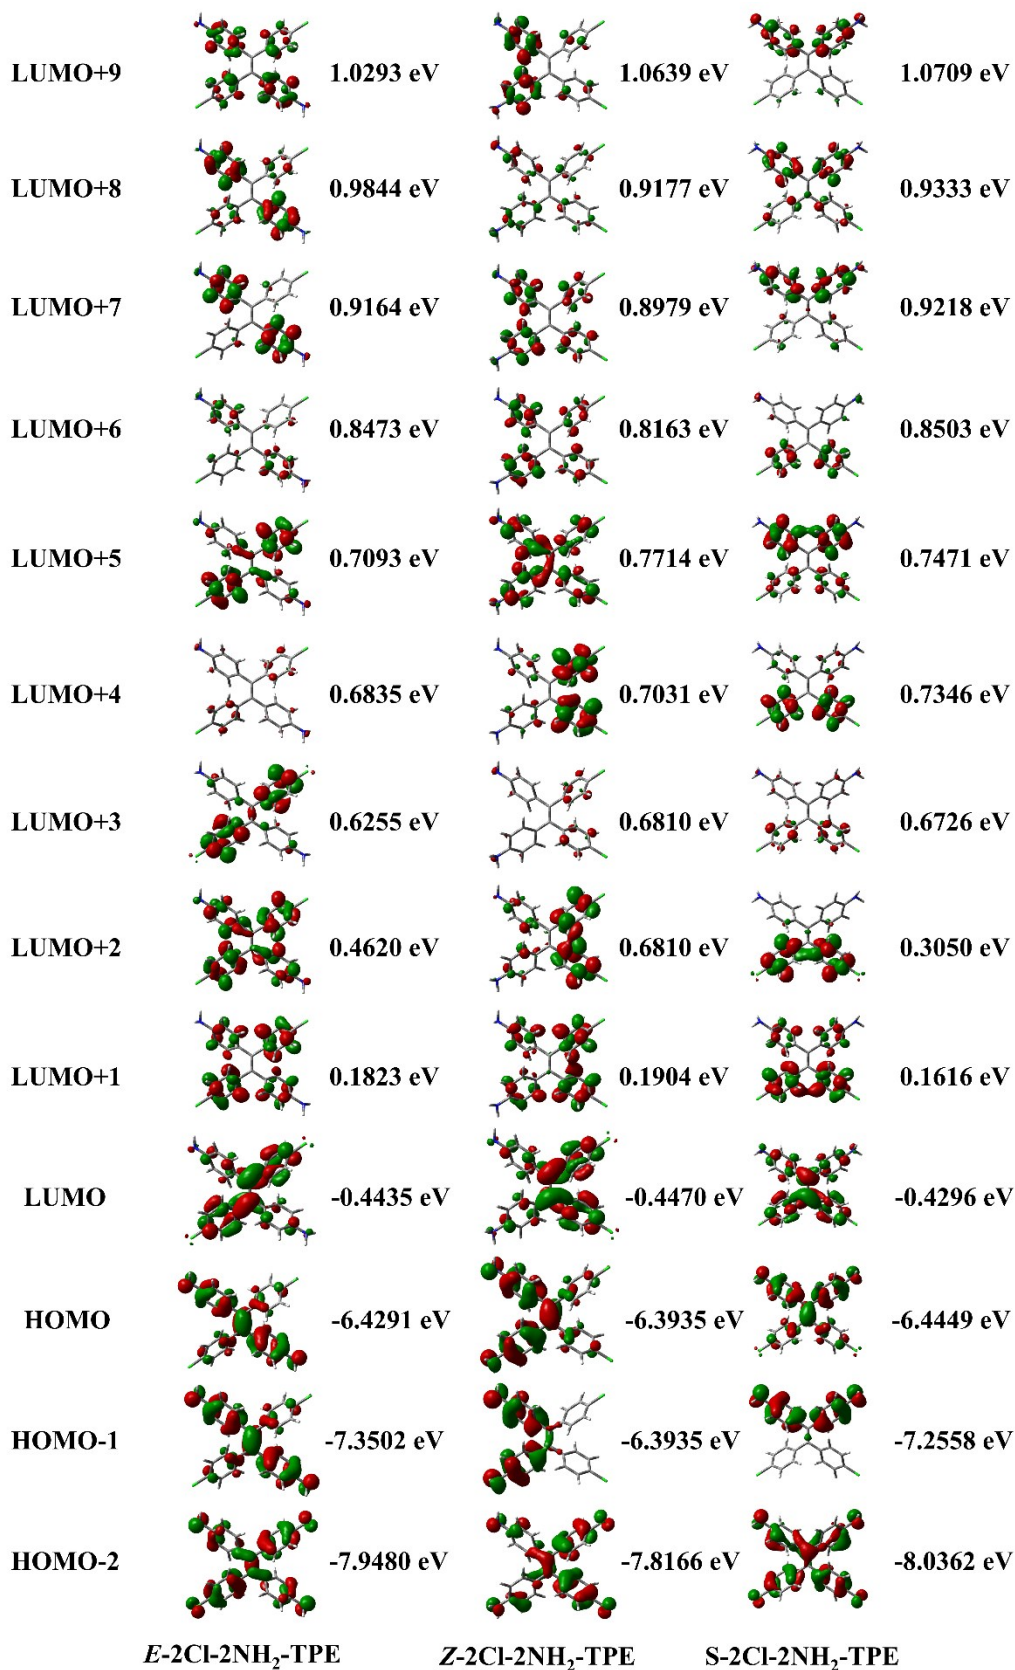 LUMO+9 1.0293 eV 1.0639 eV 1.0709 eV
LUMO+8 0.9844 eV 0.9177 eV 0.9333 eV
LUMO+7 0.9164 eV 0.8979 eV 0.9218 eV
LUMO+6 0.8473 eV 0.8163 eV 0.8503 eV
LUMO+5 0.7093 eV 0.7714 eV 0.7471 eV
LUMO+4 0.6835 eV 0.7031 eV 0.7346 eV
LUMO+3 0.6255 eV 0.6810 eV 0.6726 eV
LUMO+2 0.4620 eV 0.6810 eV 0.3050 eV
LUMO+1 0.1823 eV 0.1904 eV 0.1616 eV
LUMO -0.4435 eV -0.4470 eV -0.4296 eV
HOMO -6.4291 eV -6.3935 eV -6.4449 eV
HOMO-1 -7.3502 eV -6.3935 eV -7.2558 eV
HOMO-2 -7.9480 eV -7.8166 eV -8.0362 eV
E-2Cl-2NH₂-TPE Z-2Cl-2NH₂-TPE S-2Cl-2NH₂-TPE